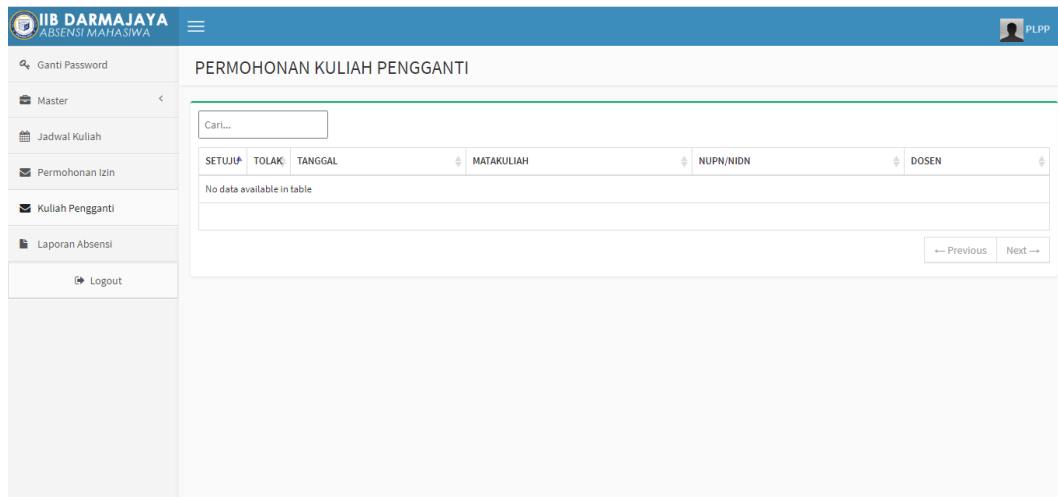 IIB DARMAJAYA
ABSENSI MAHASIWA
PLPP
Ganti Password
Master
Jadwal Kuliah
Permohonan Izin
Kuliah Pengganti
Laporan Absensi
Logout
PERMOHONAN KULIAH PENGGANTI
Cari...
SETUJU TOLAK TANGGAL MATAKULIAH NUPN/NIDN DOSEN
No data available in table
← Previous Next →